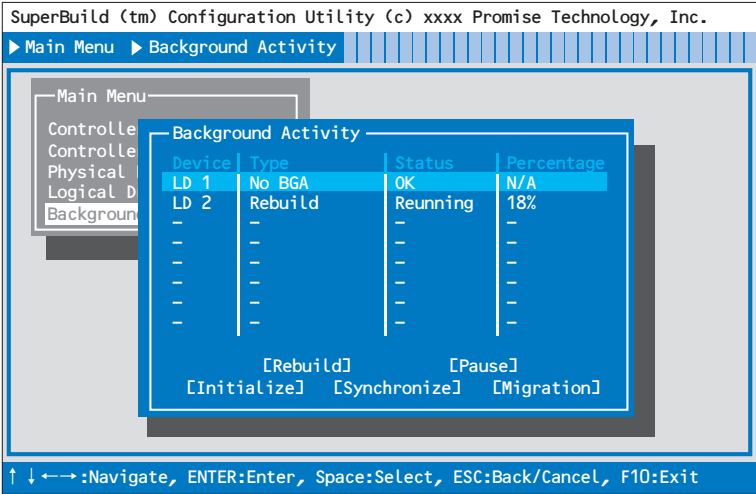 SuperBuild (tm) Configuration Utility (c) xxxx Promise Technology, Inc.
▶ Main Menu ▶ Background Activity
Main Menu
Controlle
Controlle
Physical
Logical D
Backgroun
Background Activity
Device Type Status Percentage
LD 1 No BGA OK N/A
LD 2 Rebuild Reunning 18%
– – – –
– – – –
– – – –
– – – –
– – – –
– – – –
[Rebuild] [Pause]
[Initialize] [Synchronize] [Migration]
↑ ↓ ←→ :Navigate, ENTER:Enter, Space:Select, ESC:Back/Cancel, F10:Exit